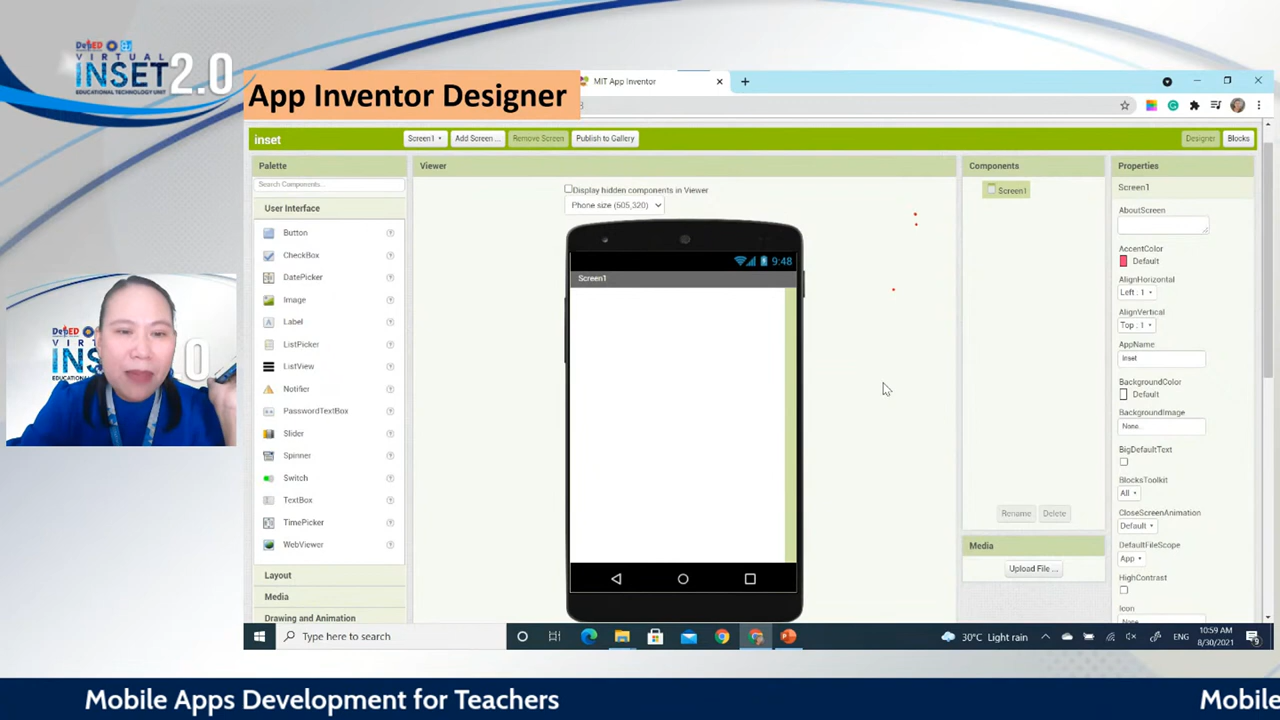 DepED
VIRTUAL
INSET 2.0
EDUCATIONAL TECHNOLOGY UNIT
App Inventor Designer
MIT App Inventor
inset
Screen1
Add Screen ...
Remove Screen
Publish to Gallery
Designer
Blocks
Palette
Search Components...
User Interface
Button
CheckBox
DatePicker
Image
Label
ListPicker
ListView
Notifier
PasswordTextBox
Slider
Spinner
Switch
TextBox
TimePicker
WebViewer
Layout
Media
Drawing and Animation
Viewer
Display hidden components in Viewer
Phone size (505,320)
9:48
Screen1
Components
Screen1
Rename
Delete
Media
Upload File ...
Properties
Screen1
AboutScreen
AccentColor
Default
AlignHorizontal
Left : 1
AlignVertical
Top : 1
AppName
Inset
BackgroundColor
Default
BackgroundImage
None
BigDefaultText
BlocksToolkit
All
CloseScreenAnimation
Default
DefaultFileScope
App
HighContrast
Icon
None
Type here to search
30°C Light rain
ENG
10:59 AM
8/30/2021
Mobile Apps Development for Teachers
Mobile